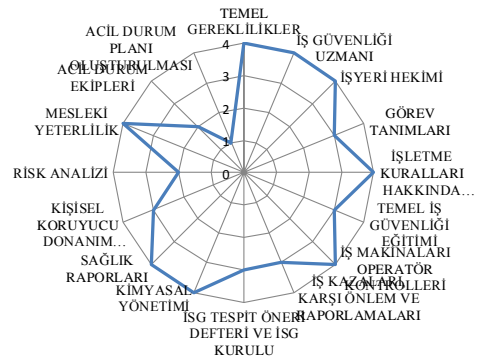 TEMEL
GEREKLİLİKLER
İŞ GÜVENLİĞİ
UZMANI
İŞYERİ HEKİMİ
GÖREV
TANIMLARI
İŞLETME
KURALLARI
HAKKINDA…
TEMEL İŞ
GÜVENLİĞİ
EĞİTİMİ
İŞ MAKİNALARI
OPERATÖR
KONTROLLERİ
İŞ KAZALARI
KARŞI ÖNLEM VE
RAPORLAMALARI
İSG TESPİT ÖNERİ
DEFTERİ VE İSG
KURULU
KİMYASAL
YÖNETİMİ
SAĞLIK
RAPORLARI
KİŞİSEL
KORUYUCU
DONANIM…
RİSK ANALİZİ
MESLEKİ
YETERLİLİK
ACİL DURUM
EKİPLERİ
ACİL DURUM
PLANI
OLUŞTURULMASI
4
3
2
1
0